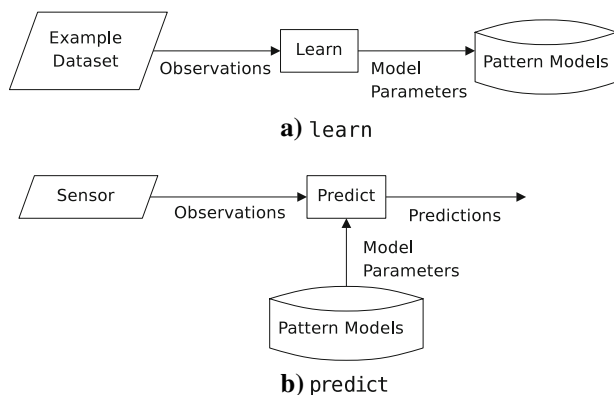 Example
Dataset
Observations
Learn
Model
Parameters
Pattern Models
a) learn
Sensor
Observations
Predict
Predictions
Model
Parameters
Pattern Models
b) predict